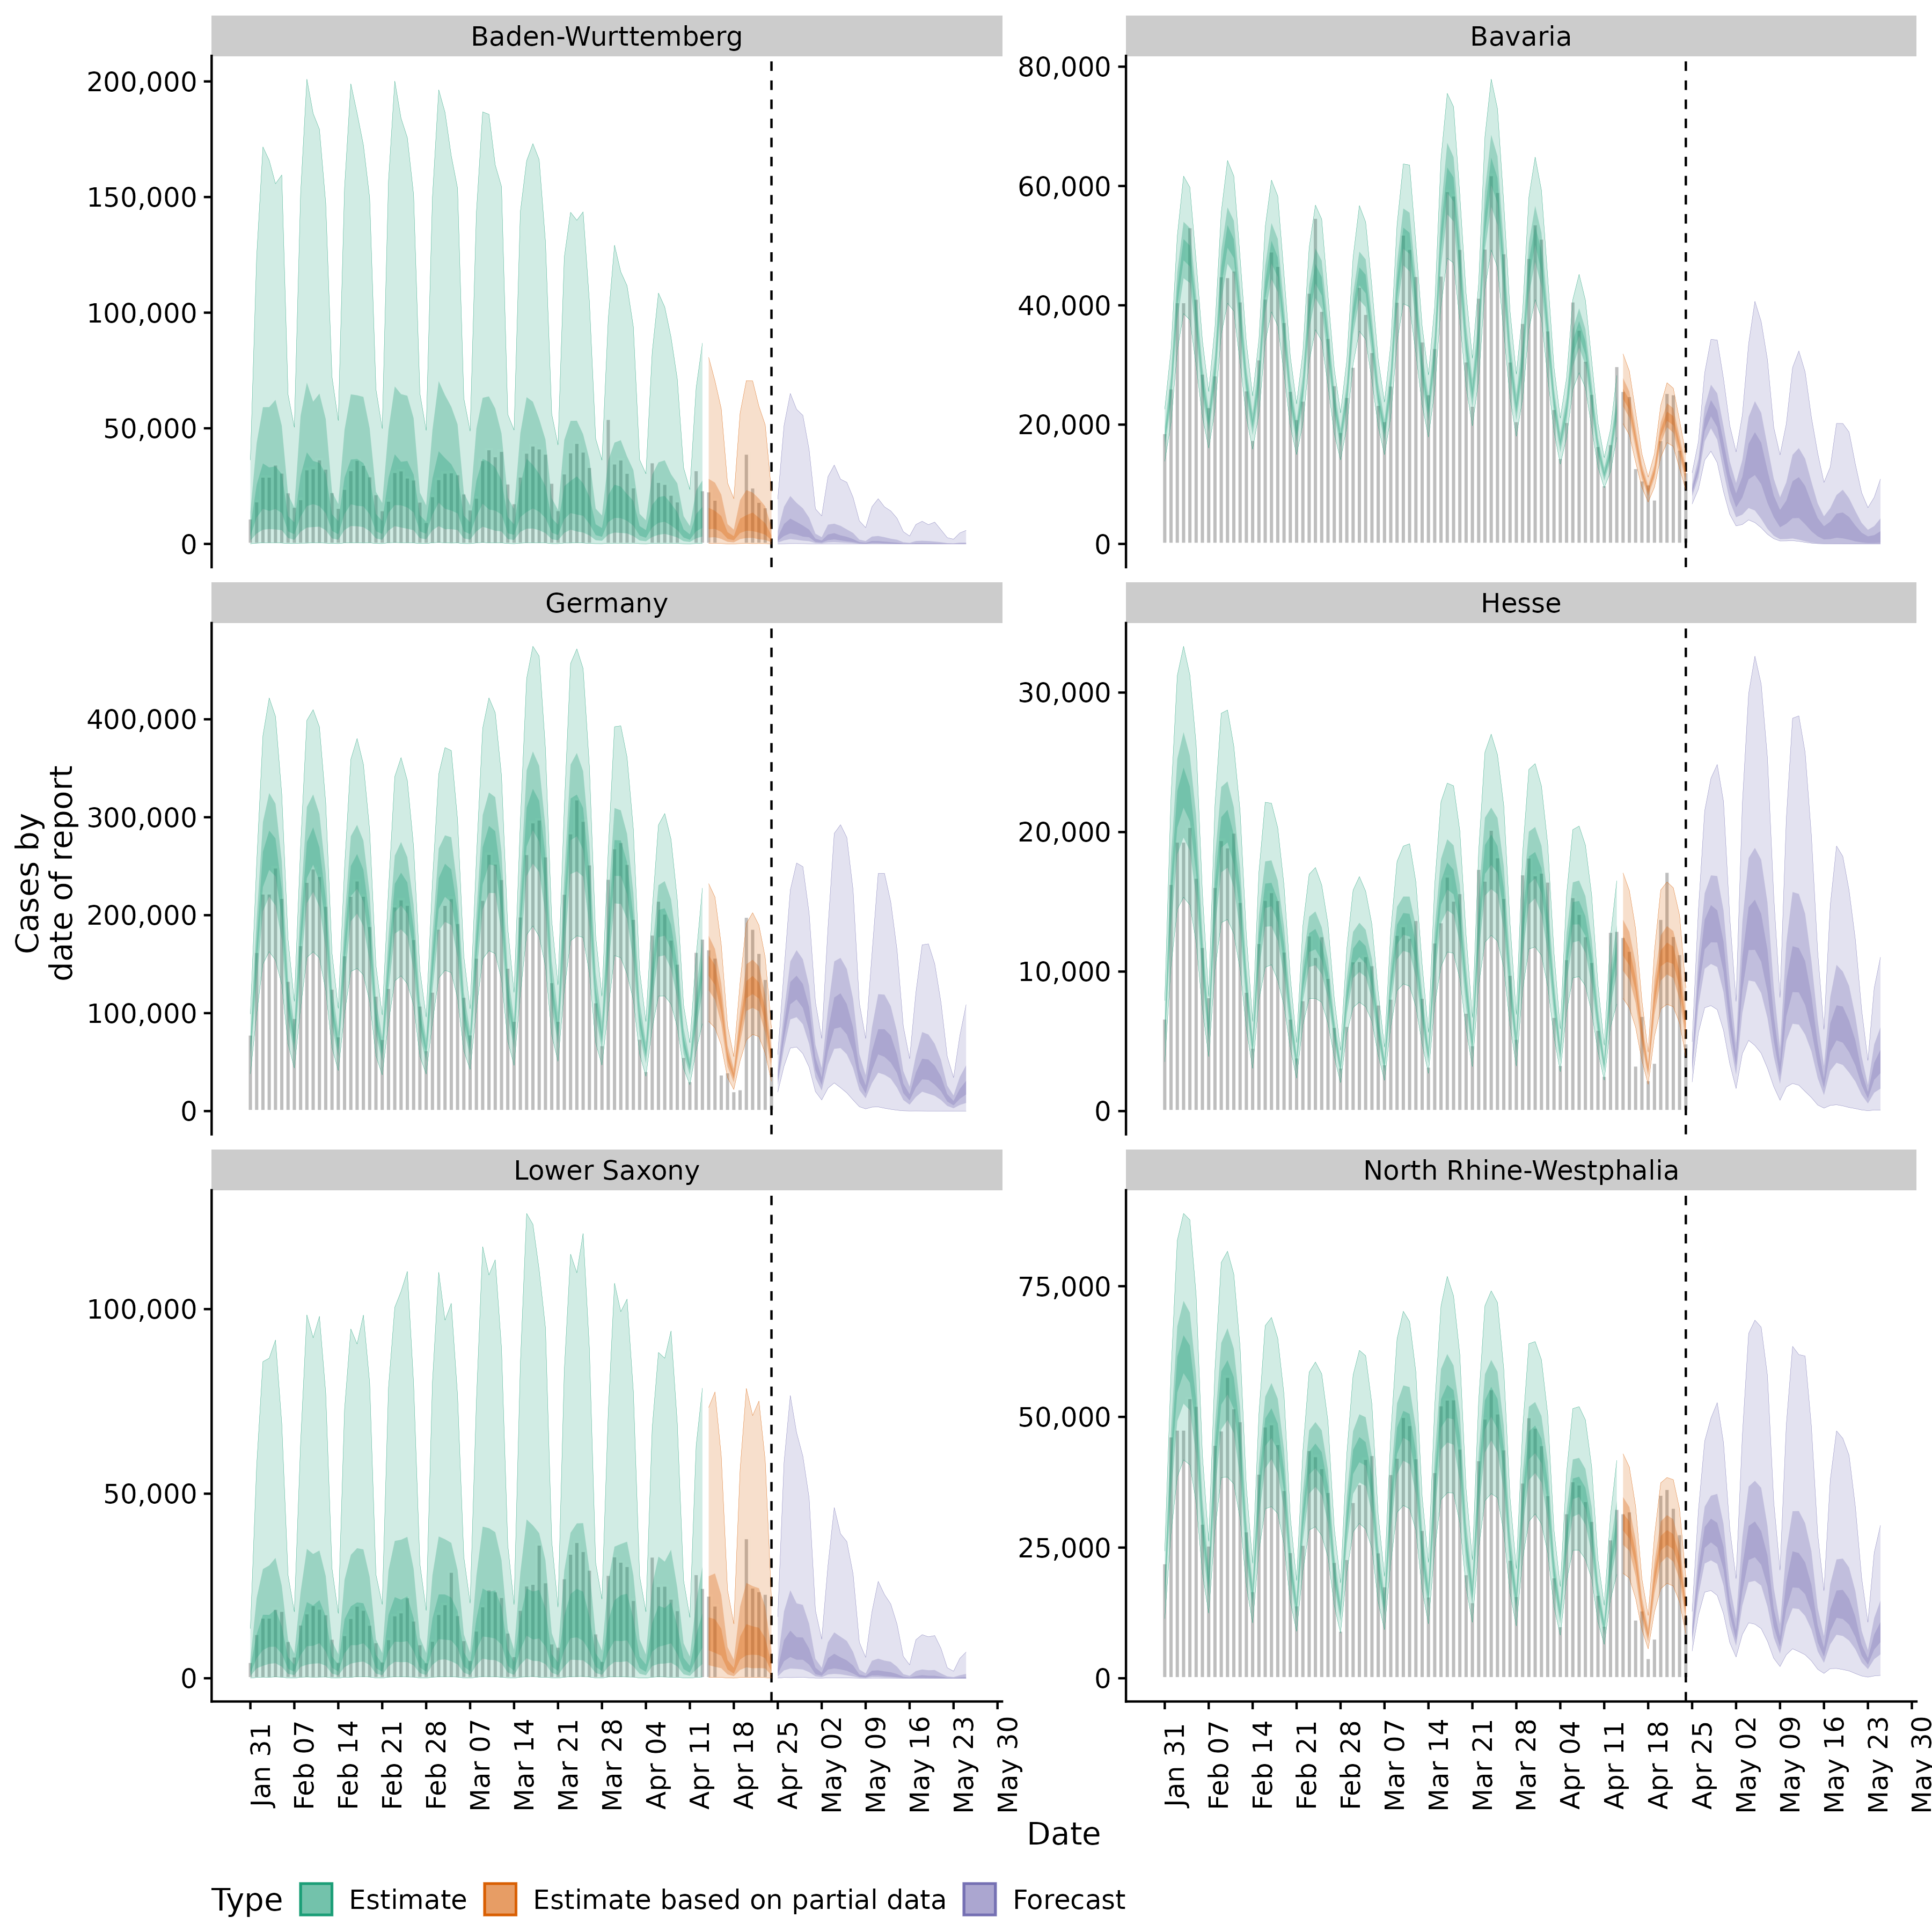 Baden-Wurttemberg
Bavaria
200,000
150,000
100,000
50,000
0
80,000
60,000
40,000
20,000
0
Germany
Hesse
400,000
300,000
200,000
100,000
0
30,000
20,000
10,000
0
Cases by
date of report
Lower Saxony
North Rhine-Westphalia
100,000
50,000
0
75,000
50,000
25,000
0
Jan 31
Feb 07
Feb 14
Feb 21
Feb 28
Mar 07
Mar 14
Mar 21
Mar 28
Apr 04
Apr 11
Apr 18
Apr 25
May 02
May 09
May 16
May 23
May 30
Jan 31
Feb 07
Feb 14
Feb 21
Feb 28
Mar 07
Mar 14
Mar 21
Mar 28
Apr 04
Apr 11
Apr 18
Apr 25
May 02
May 09
May 16
May 23
May 30
Date
Type Estimate Estimate based on partial data Forecast